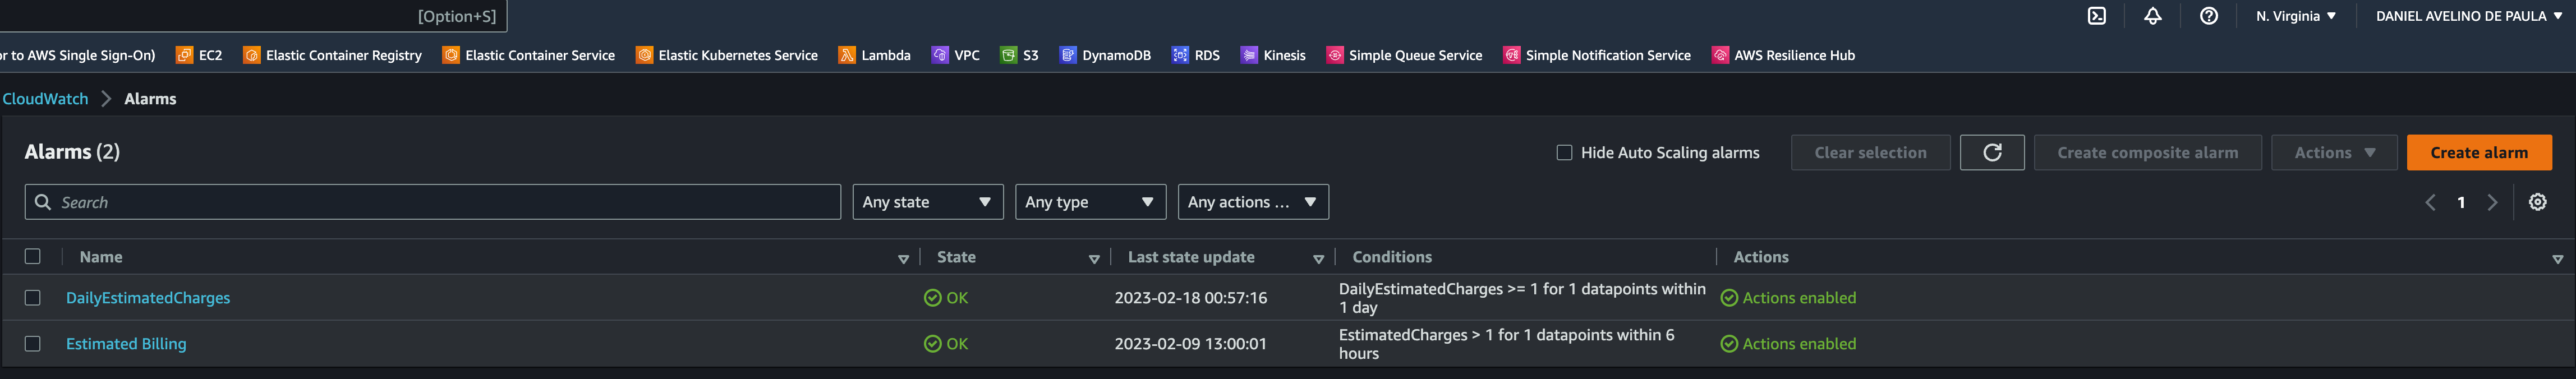 [Option+S]
N. Virginia
DANIEL AVELINO DE PAULA
or to AWS Single Sign-On)
EC2
Elastic Container Registry
Elastic Container Service
Elastic Kubernetes Service
Lambda
VPC
S3
DynamoDB
RDS
Kinesis
Simple Queue Service
Simple Notification Service
AWS Resilience Hub
CloudWatch
Alarms
Alarms (2)
Hide Auto Scaling alarms
Clear selection
Create composite alarm
Actions
Create alarm
Search
Any state
Any type
Any actions ...
1
Name
State
Last state update
Conditions
Actions
DailyEstimatedCharges
OK
2023-02-18 00:57:16
DailyEstimatedCharges >= 1 for 1 datapoints within
1 day
Actions enabled
Estimated Billing
OK
2023-02-09 13:00:01
EstimatedCharges > 1 for 1 datapoints within 6
hours
Actions enabled